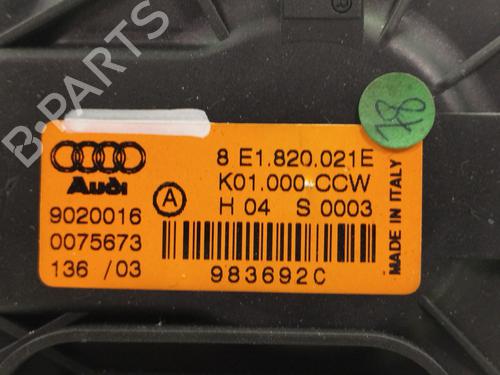 B-PARTS
18
8 E1.820.021E
K01.000 CCW
H 04 S 0003
Audi
A
9020016
0075673
136 /03
983692C
MADE IN ITALY